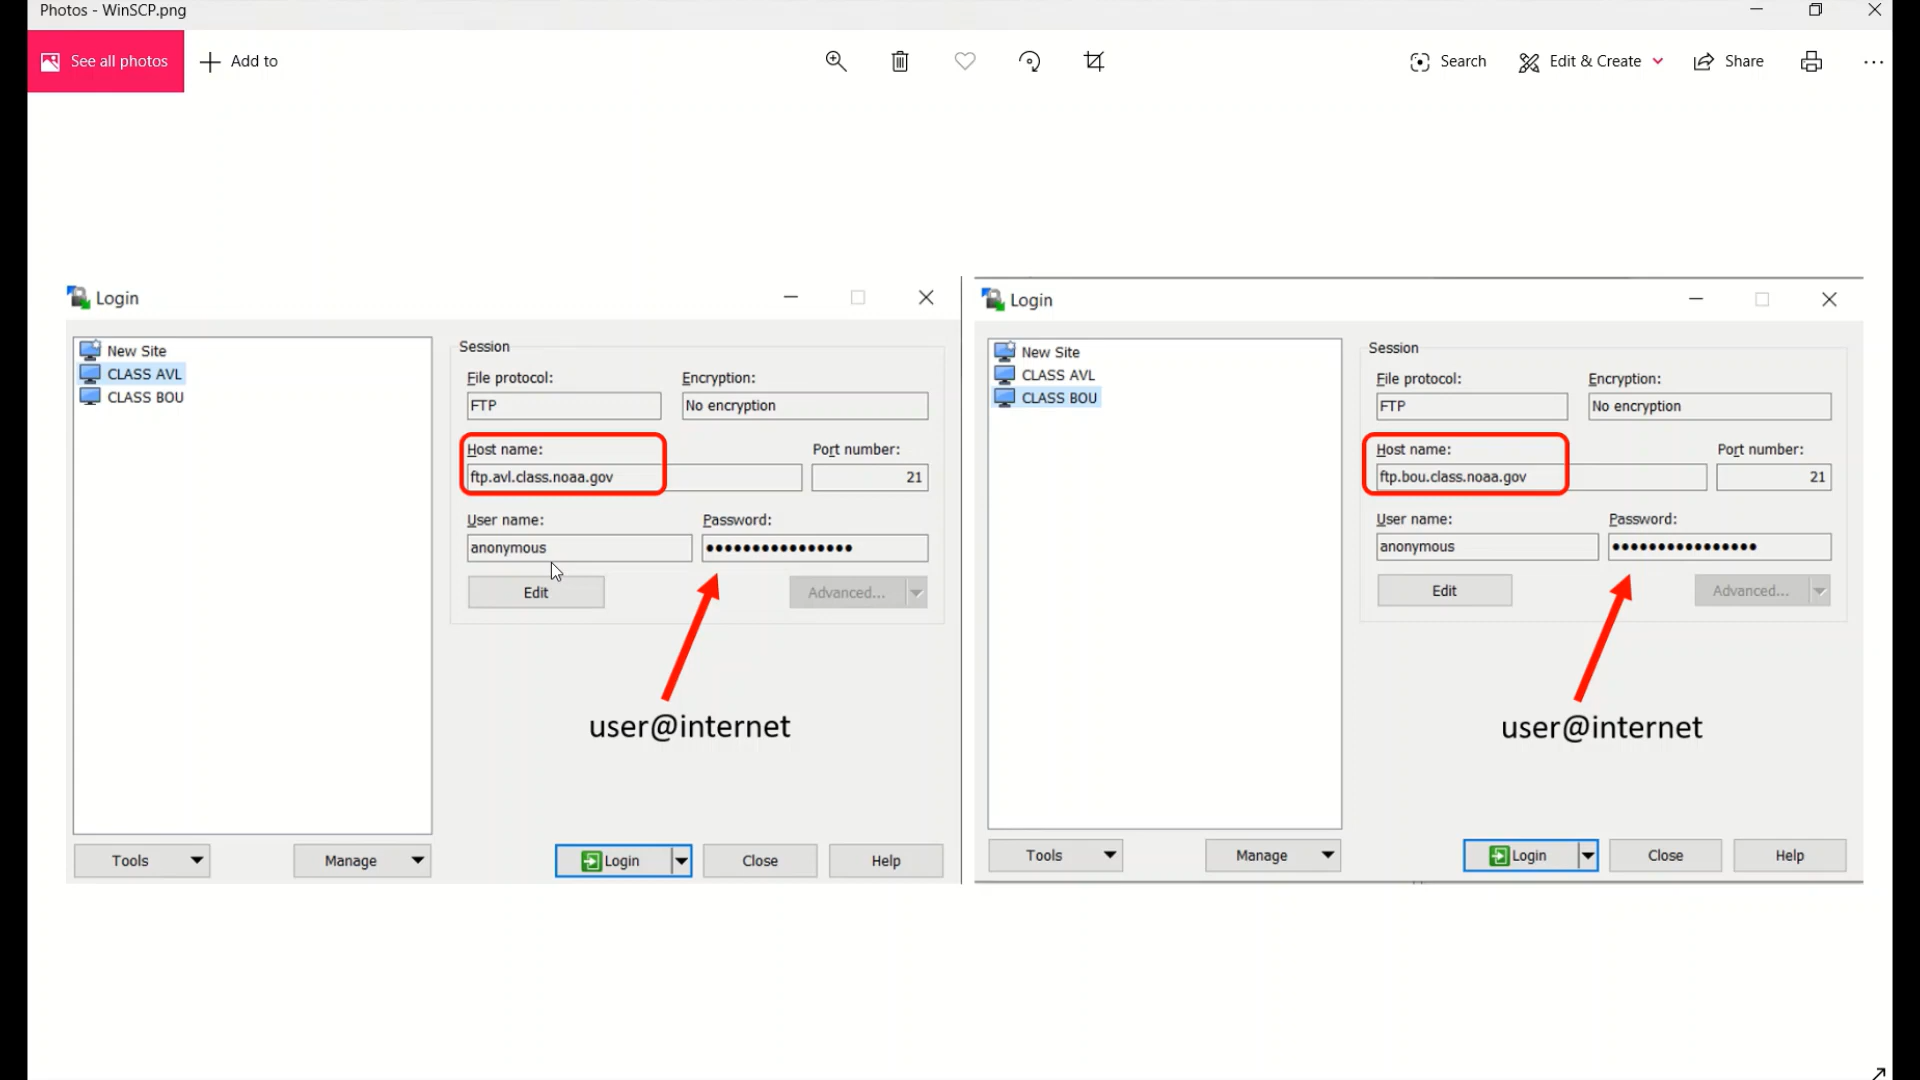 Photos - WinSCP.png
See all photos
Add to
Search
Edit & Create
Share
Login
New Site
CLASS AVL
CLASS BOU
Session
File protocol:
Encryption:
FTP
No encryption
Host name:
Port number:
ftp.avl.class.noaa.gov
21
User name:
Password:
anonymous
••••••••••••••••
Edit
Advanced...
user@internet
Tools
Manage
Login
Close
Help
Login
New Site
CLASS AVL
CLASS BOU
Session
File protocol:
Encryption:
FTP
No encryption
Host name:
Port number:
ftp.bou.class.noaa.gov
21
User name:
Password:
anonymous
••••••••••••••••
Edit
Advanced...
user@internet
Tools
Manage
Login
Close
Help